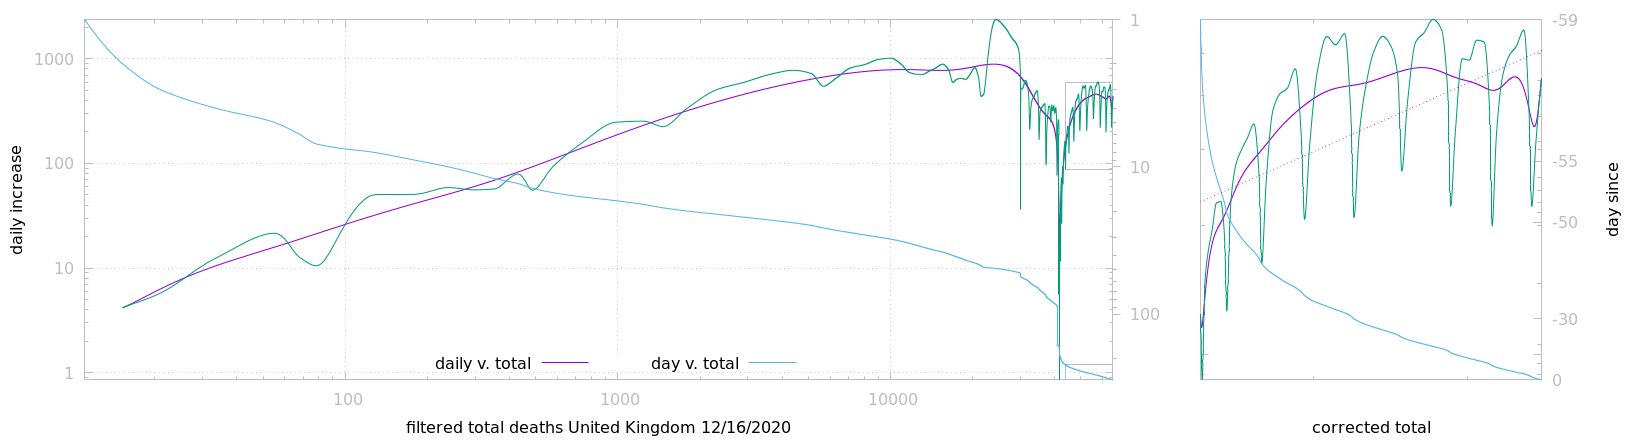 1000
100
10
1
daily increase
100
1000
10000
filtered total deaths United Kingdom 12/16/2020
daily v. total
day v. total
1
10
100
-59
-55
-50
-30
0
day since
corrected total